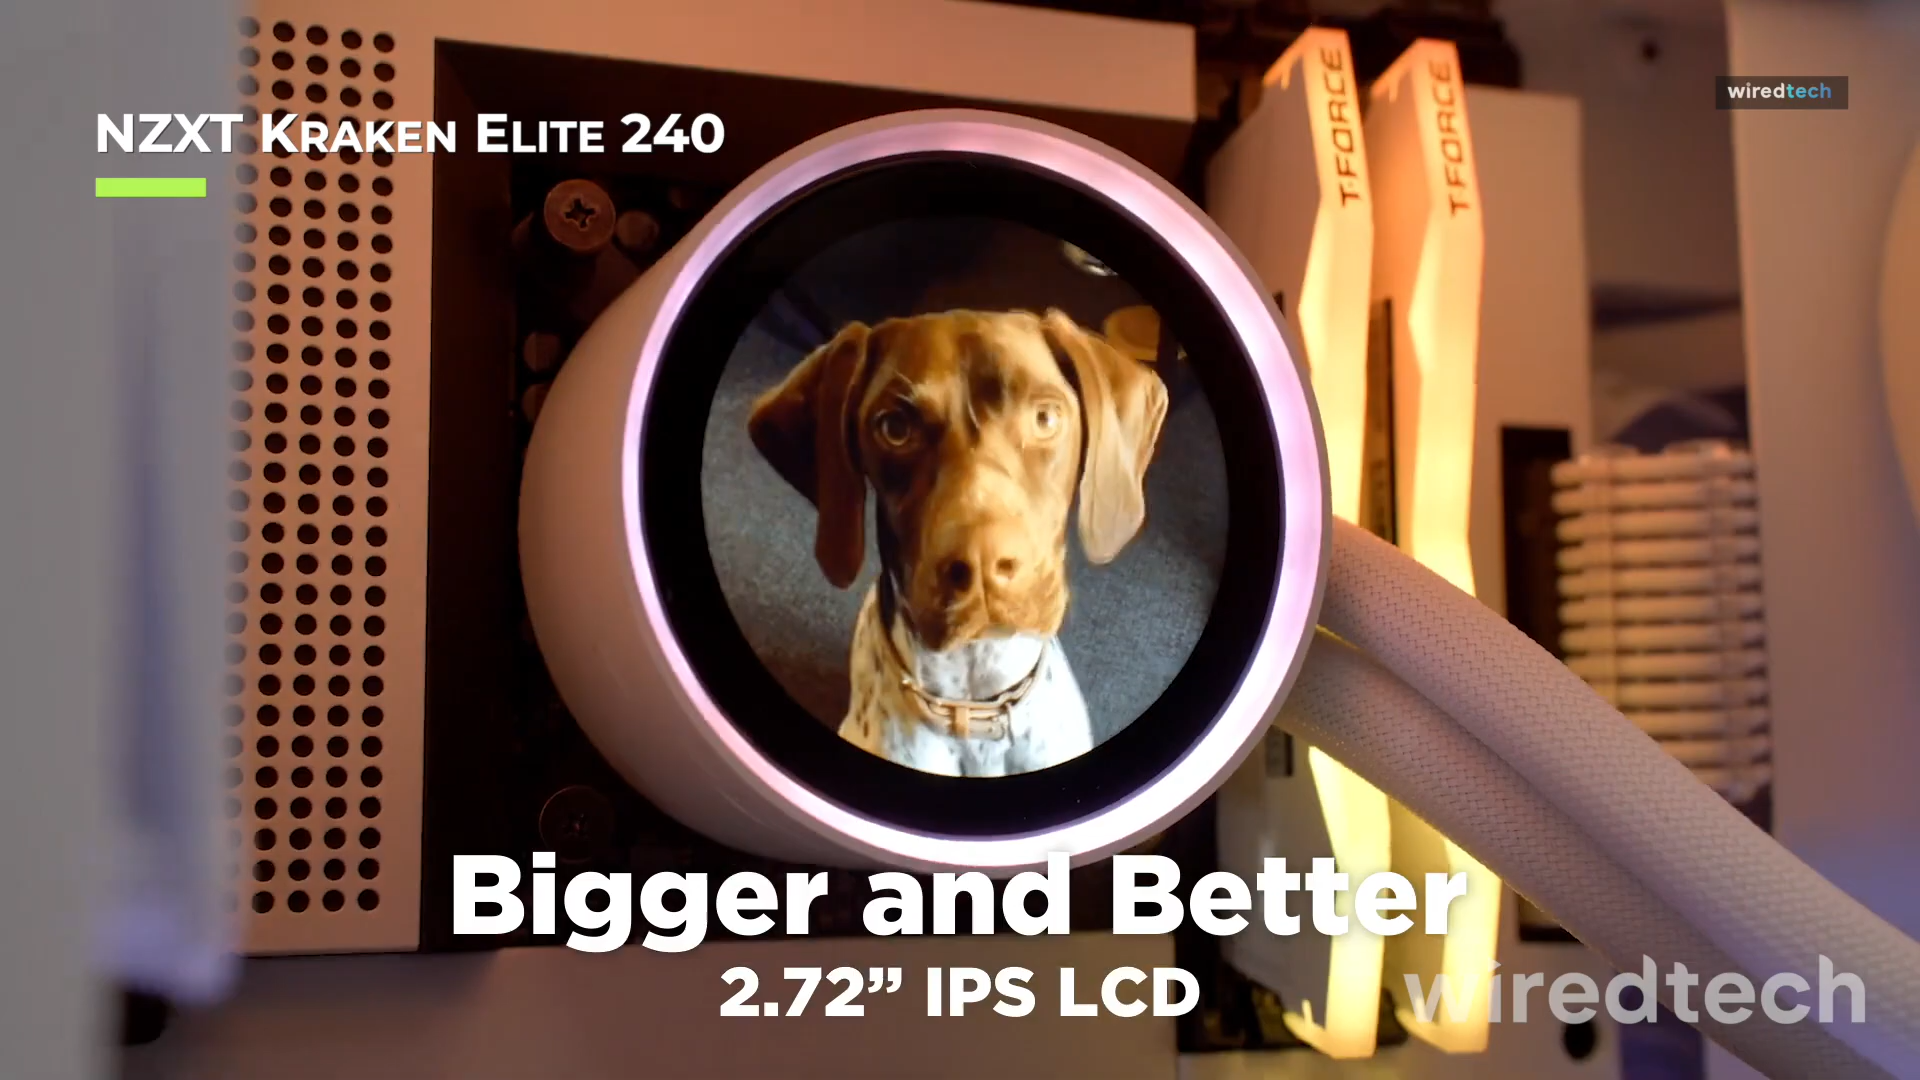 wiredtech
NZXT KRAKEN ELITE 240
T-FORCE
T-FORCE
Bigger and Better
2.72” IPS LCD
wiredtech